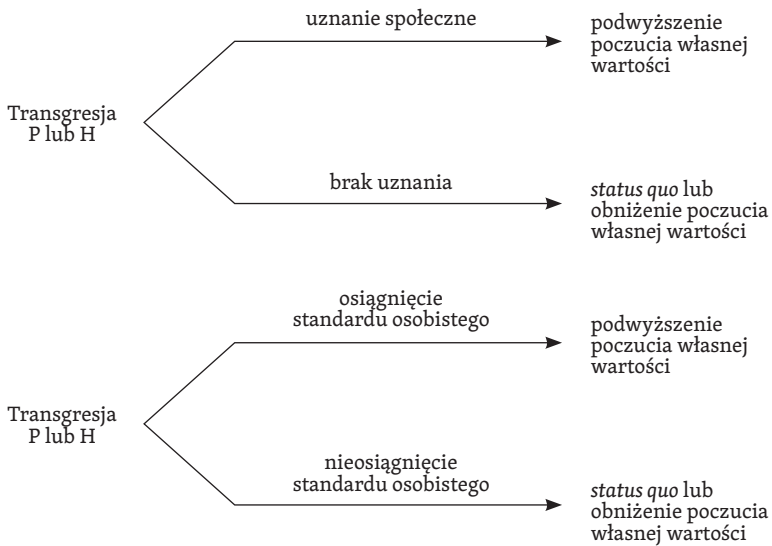 uznanie społeczne
podwyższenie
poczucia własnej
wartości
Transgresja
P lub H
brak uznania
status quo lub
obniżenie poczucia
własnej wartości
osiągnięcie
standardu osobistego
podwyższenie
poczucia własnej
wartości
Transgresja
P lub H
nieosiągnięcie
standardu osobistego
status quo lub
obniżenie poczucia
własnej wartości